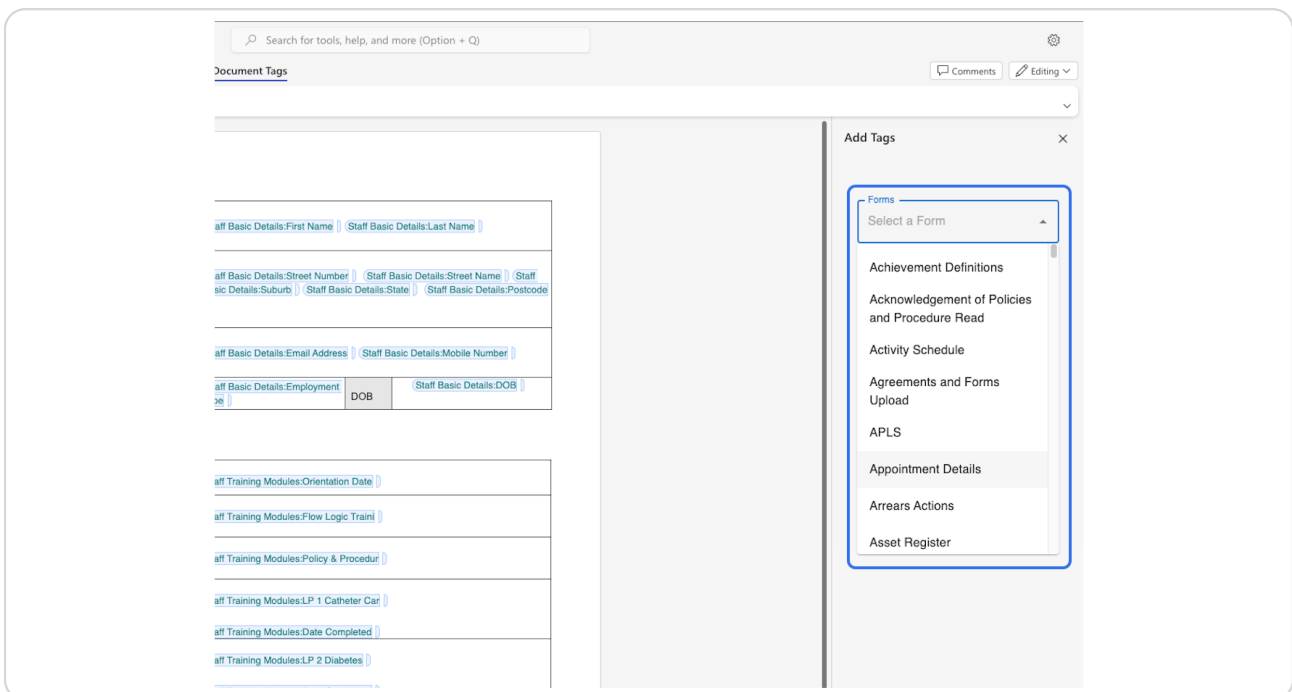 Search for tools, help, and more (Option + Q)
Document Tags
Comments
Editing
Add Tags
aff Basic Details:First Name Staff Basic Details:Last Name
aff Basic Details:Street Number Staff Basic Details:Street Name Staff
sic Details:Suburb Staff Basic Details:State Staff Basic Details:Postcode
aff Basic Details:Email Address Staff Basic Details:Mobile Number
aff Basic Details:Employment
pe
DOB
Staff Basic Details:DOB
aff Training Modules:Orientation Date
aff Training Modules:Flow Logic Traini
aff Training Modules:Policy & Procedur
aff Training Modules:LP 1 Catheter Car
aff Training Modules:Date Completed
aff Training Modules:LP 2 Diabetes
Forms
Select a Form
Achievement Definitions
Acknowledgement of Policies
and Procedure Read
Activity Schedule
Agreements and Forms
Upload
APLS
Appointment Details
Arrears Actions
Asset Register